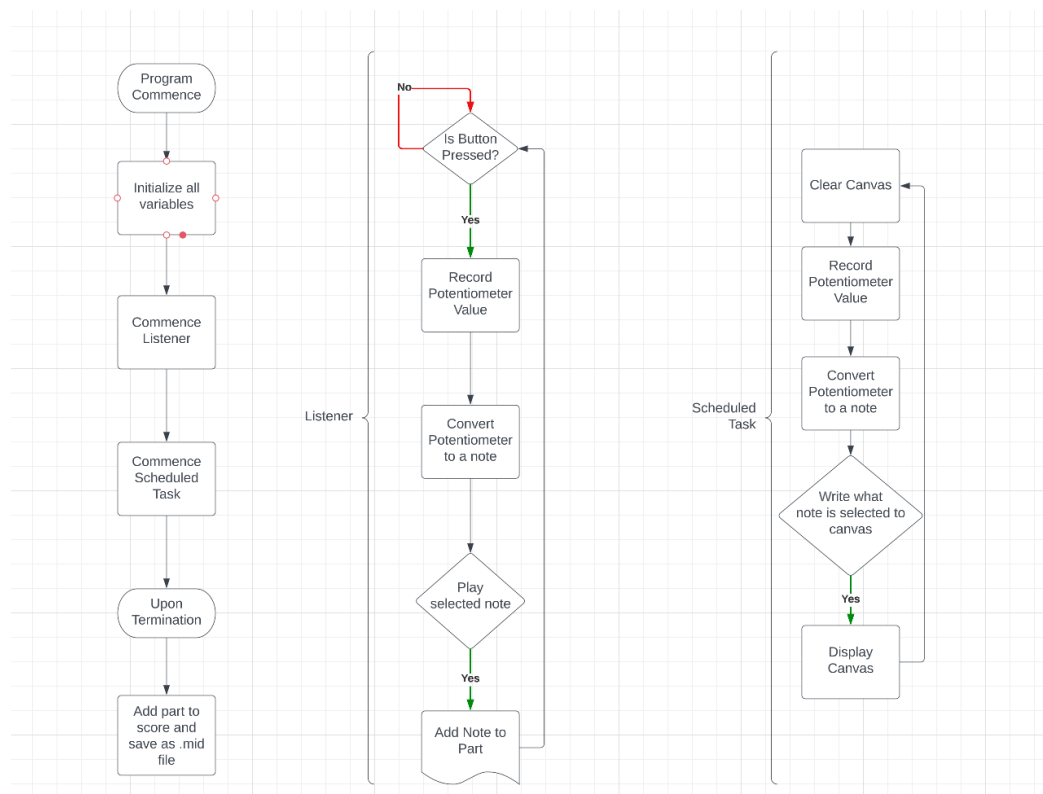 Program
Commence
Initialize all
variables
Commence
Listener
Commence
Scheduled
Task
Upon
Termination
Add part to
score and
save as .mid
file
Listener
No
Is Button
Pressed?
Yes
Record
Potentiometer
Value
Convert
Potentiometer
to a note
Play
selected note
Yes
Add Note to
Part
Scheduled
Task
Clear Canvas
Record
Potentiometer
Value
Convert
Potentiometer
to a note
Write what
note is selected to
canvas
Yes
Display
Canvas